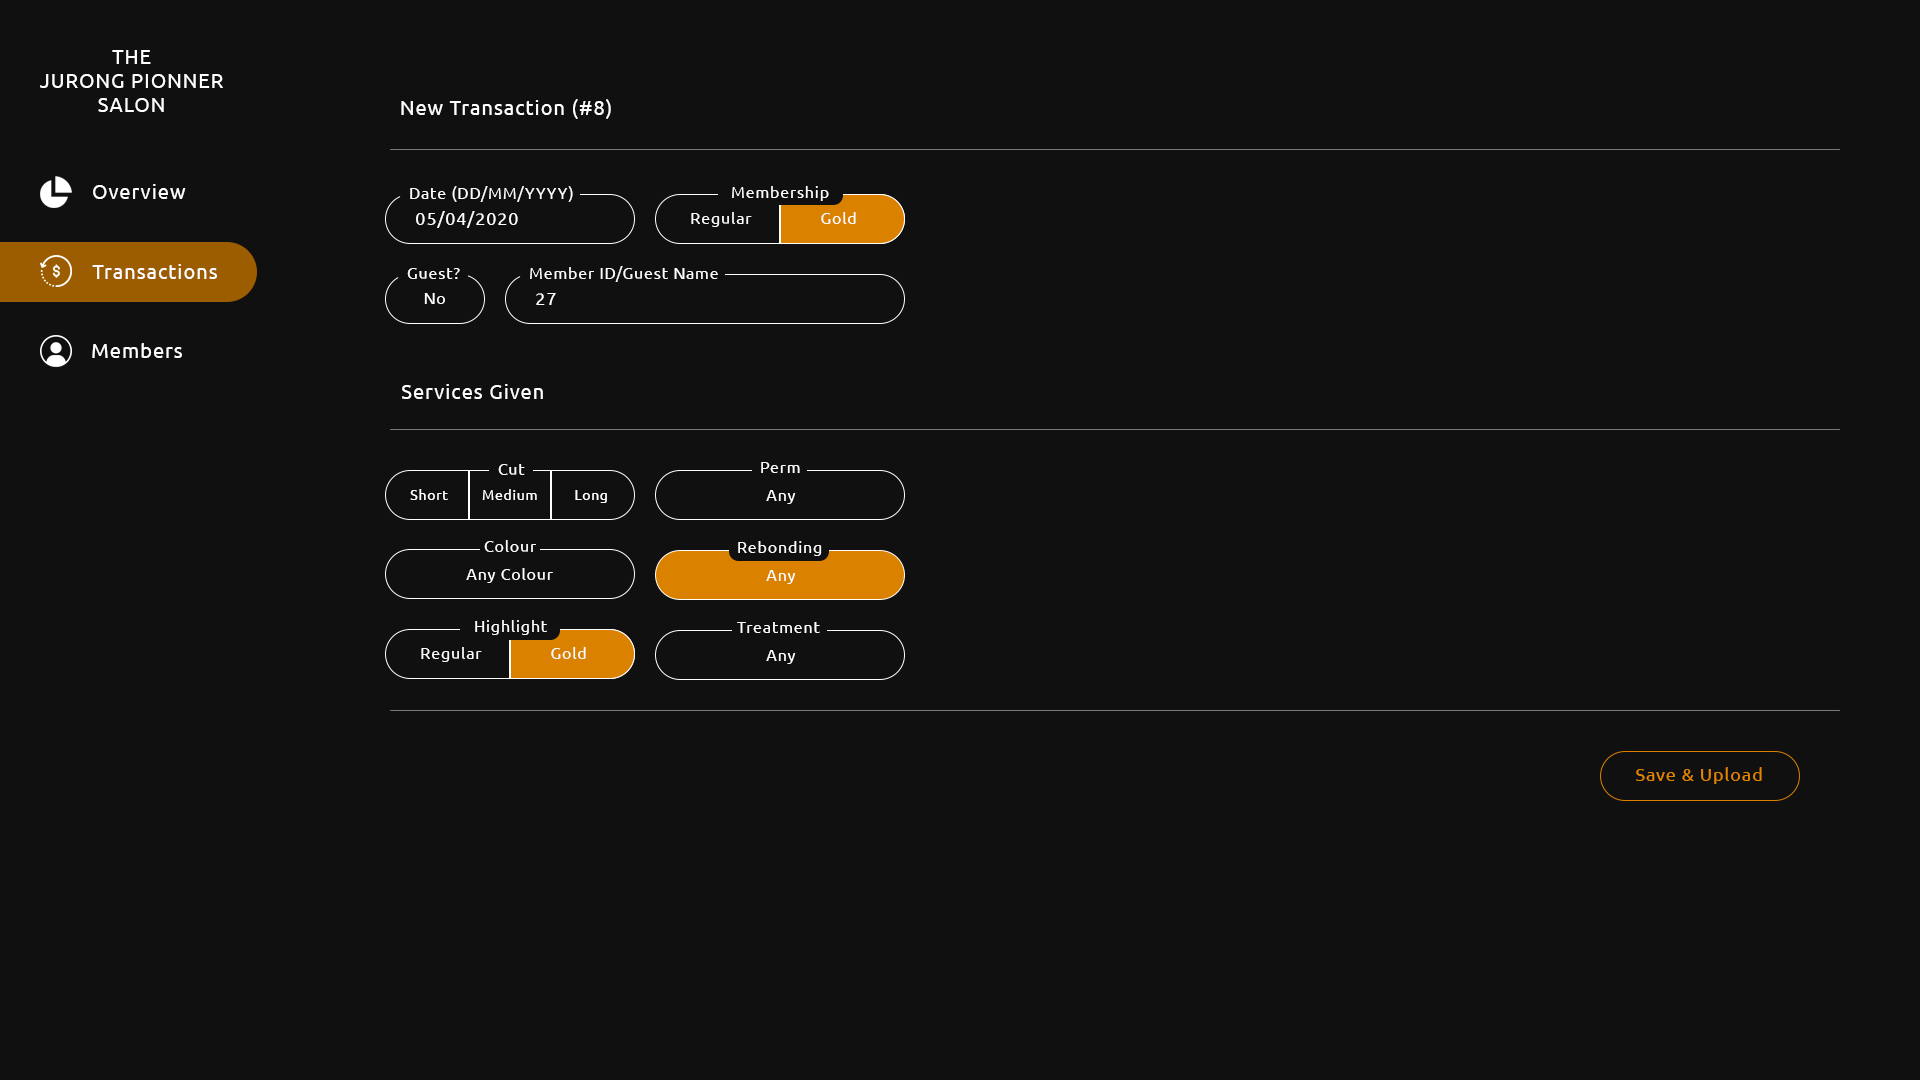 THE
JURONG PIONNER
SALON
Overview
$
Transactions
Members
New Transaction (#8)
Date (DD/MM/YYYY)
05/04/2020
Membership
Regular
Gold
Guest?
No
Member ID/Guest Name
27
Services Given
Cut
Short
Medium
Long
Perm
Any
Colour
Any Colour
Rebonding
Any
Highlight
Regular
Gold
Treatment
Any
Save & Upload